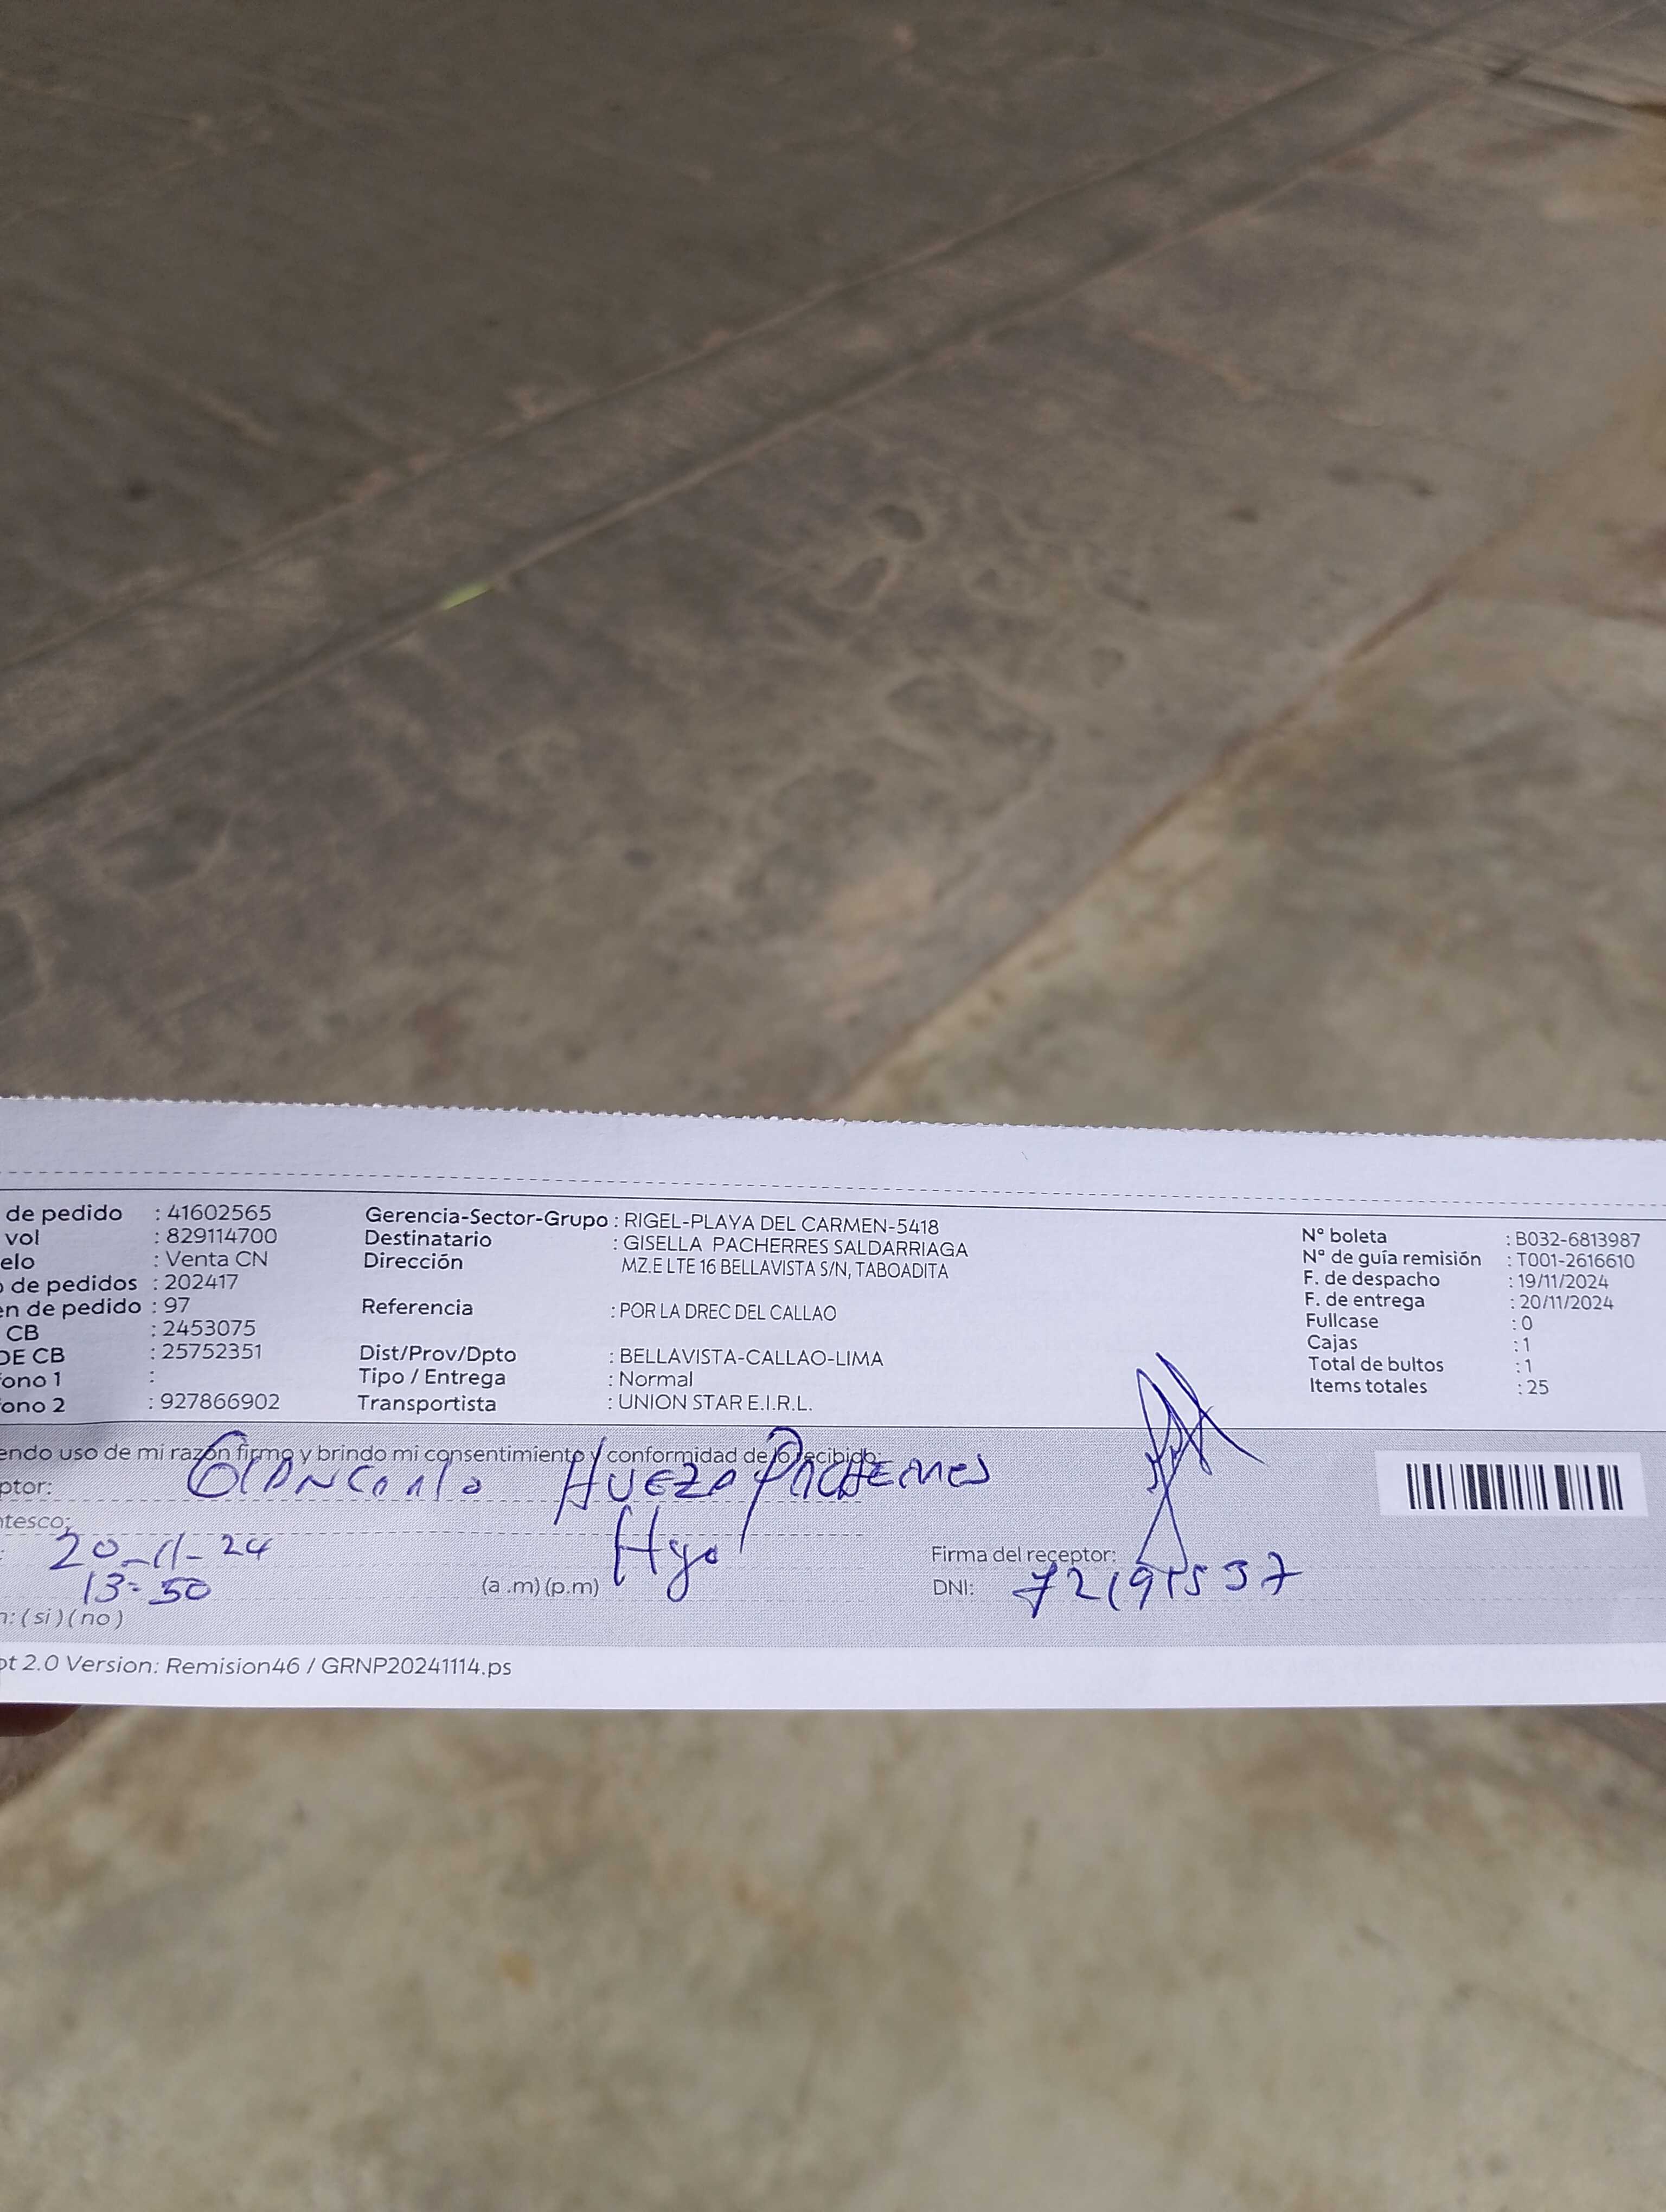 de pedido : 41602565 Gerencia-Sector-Grupo : RIGEL-PLAYA DEL CARMEN-5418 N° boleta : B032-6813987
vol : 829114700 Destinatario : GISELLA PACHERRES SALDARRIAGA N° de guía remisión : T001-2616610
elo : Venta CN Dirección MZ.E LTE 16 BELLAVISTA S/N, TABOADITA F. de despacho : 19/11/2024
de pedidos : 202417 F. de entrega : 20/11/2024
en de pedido : 97 Referencia : POR LA DREC DEL CALLAO Fullcase : 0
CB : 2453075 Cajas : 1
DE CB : 25752351 Dist/Prov/Dpto : BELLAVISTA-CALLAO-LIMA Total de bultos : 1
ono 1 : Tipo / Entrega : Normal Items totales : 25
ono 2 : 927866902 Transportista : UNION STAR E.I.R.L.
endo uso de mi razón firmo y brindo mi consentimiento y conformidad de lo recibido:
ptor: Giancarlo Pacherres
ntesco: Hijo
20-11-24 Firma del receptor:
13:50 (a.m) (p.m) DNI:
n: (si) (no)
pt 2.0 Version: Remision46 / GRNP20241114.ps